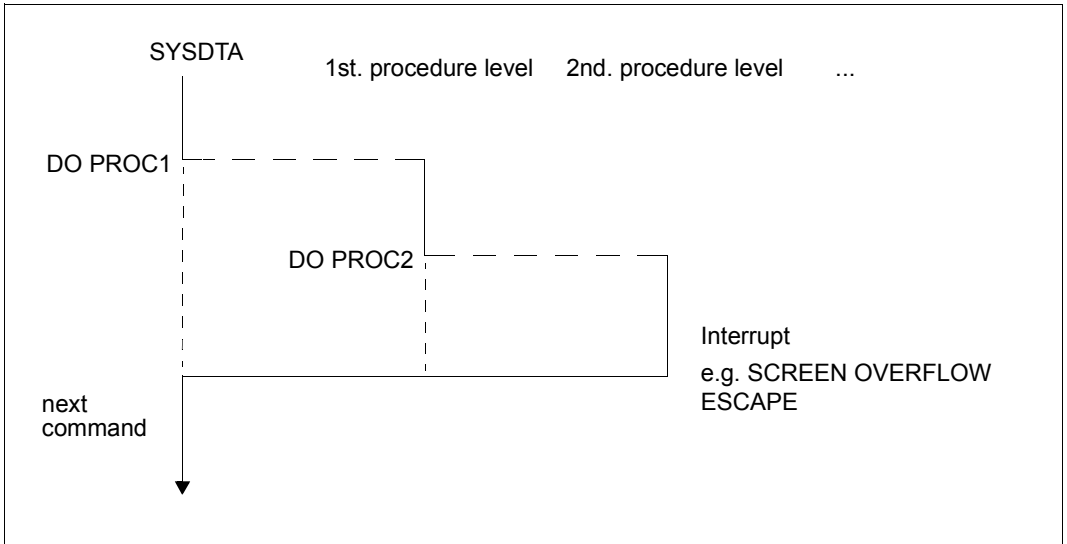 SYSDTA
1st. procedure level 2nd. procedure level ...
DO PROC1
DO PROC2
Interrupt
e.g. SCREEN OVERFLOW
ESCAPE
next
command